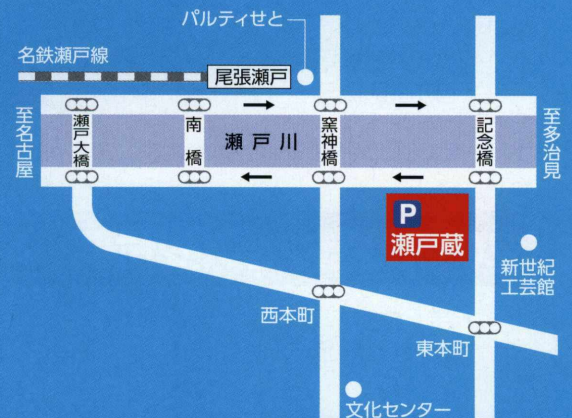 パルティせと
名鉄瀬戸線
尾張瀬戸
至名古屋
瀬戸大橋
南橋
瀬戸川
窯神橋
記念橋
至多治見
P
瀬戸蔵
新世紀
工芸館
西本町
東本町
文化センター